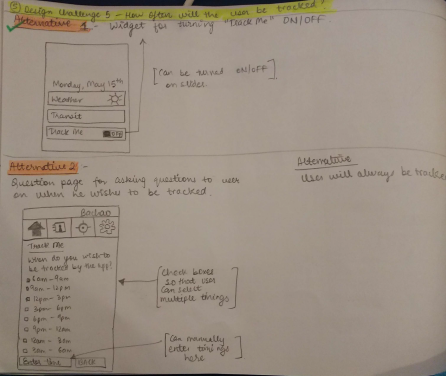 ⑤ Design Challenge 5 - How often will the user be tracked?
Alternative 1 - Widget for turning "Track Me" ON/OFF.
Monday, May 15th
Weather
Transit
Track Me OFF
[Can be turned ON/OFF]
on slider
Alternative 2 -
Question page for asking questions to user
on when he wishes to be tracked.
Alternative
User will always be tracked
Track Me
When do you wish to
be tracked by the app?
6am - 9am
9am - 12pm
12pm - 3pm
3pm - 6pm
6pm - 9pm
9pm - 12am
12am - 3am
3am - 6am
Enter Time
BACK
Check boxes
so that user
can select
multiple things
Can manually
enter timings
here